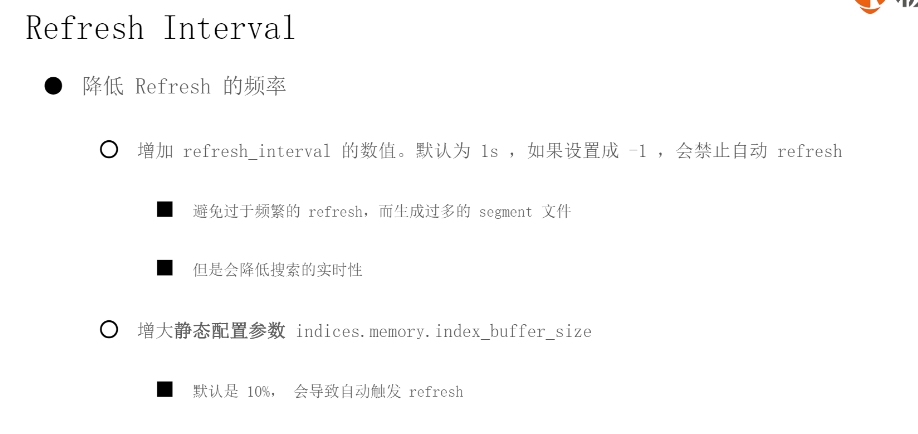 Refresh Interval
降低 Refresh 的频率
增加 refresh_interval 的数值。默认为 1s ，如果设置成 -1 ，会禁止自动 refresh
避免过于频繁的 refresh，而生成过多的 segment 文件
但是会降低搜索的实时性
增大静态配置参数 indices.memory.index_buffer_size
默认是 10%， 会导致自动触发 refresh